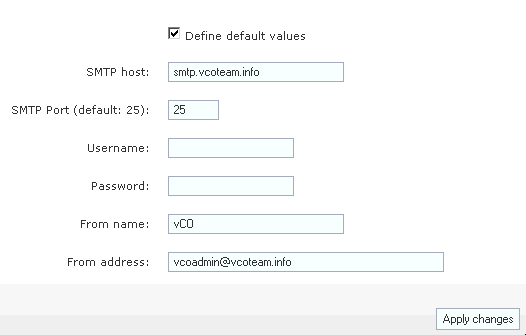 Define default values
SMTP host: smtp.vcoteam.info
SMTP Port (default: 25): 25
Username:
Password:
From name: vCO
From address: vcoadmin@vcoteam.info
Apply changes